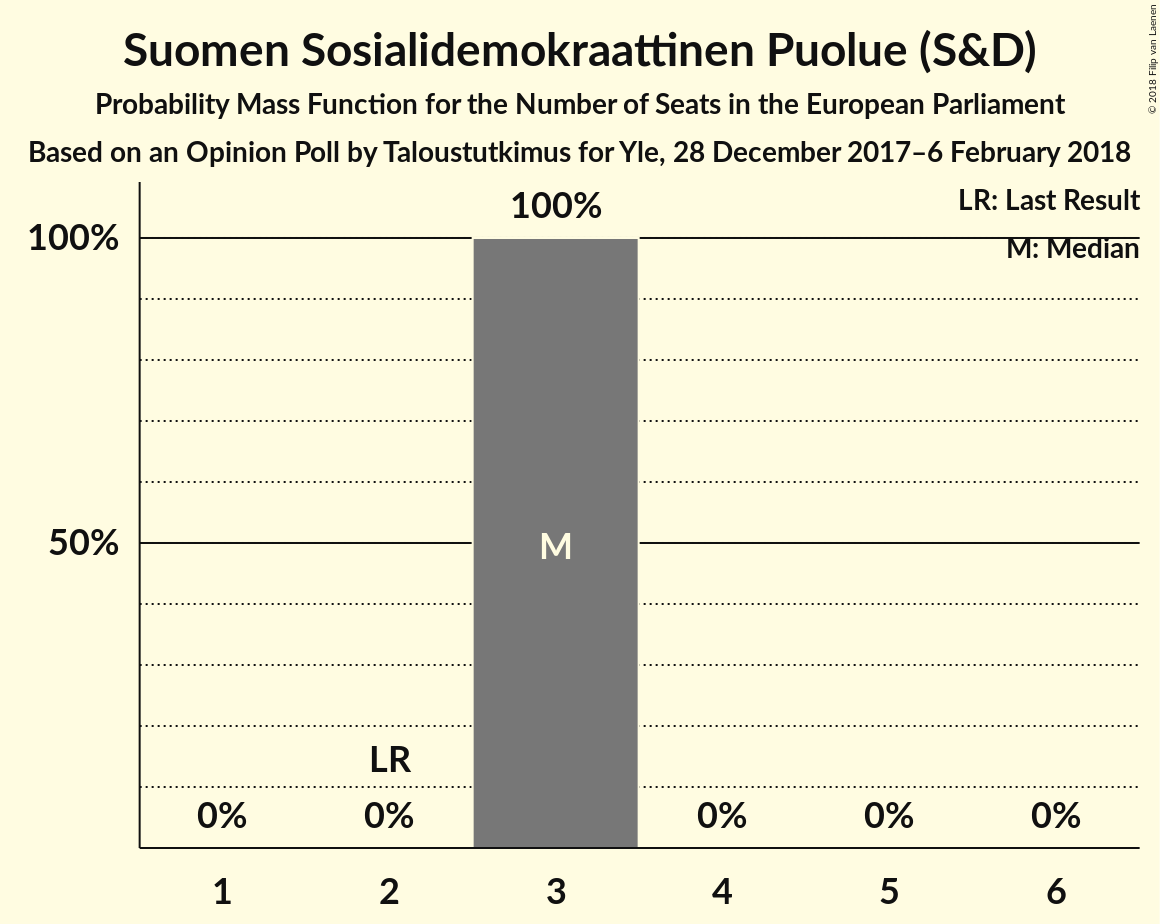 Suomen Sosialidemokraattinen Puolue (S&D)
Probability Mass Function for the Number of Seats in the European Parliament
Based on an Opinion Poll by Taloustutkimus for Yle, 28 December 2017–6 February 2018
© 2018 Filip van Laenen
LR: Last Result
M: Median
100%
100%
50%
M
LR
0%
0%
0%
0%
0%
1
2
3
4
5
6